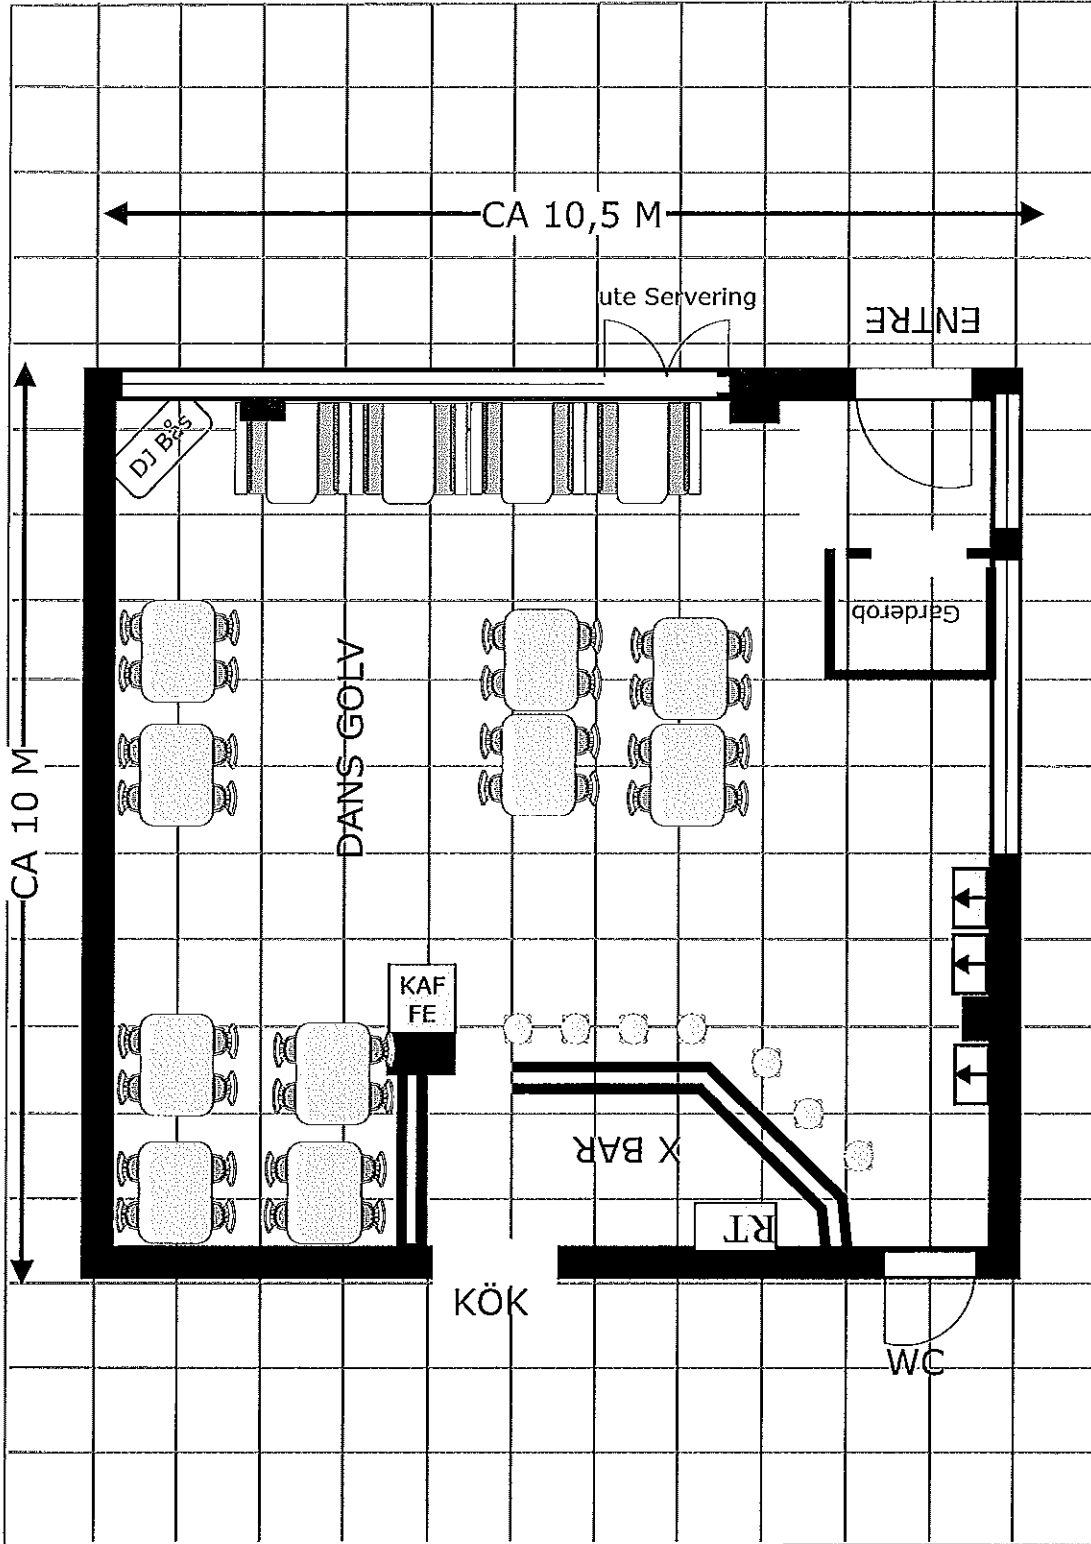 CA 10,5 M
ute Servering
ENTRE
DJ Bås
Garderob
DANS GOLV
CA 10 M
KAF
FE
X BAR
RT
KÖK
WC